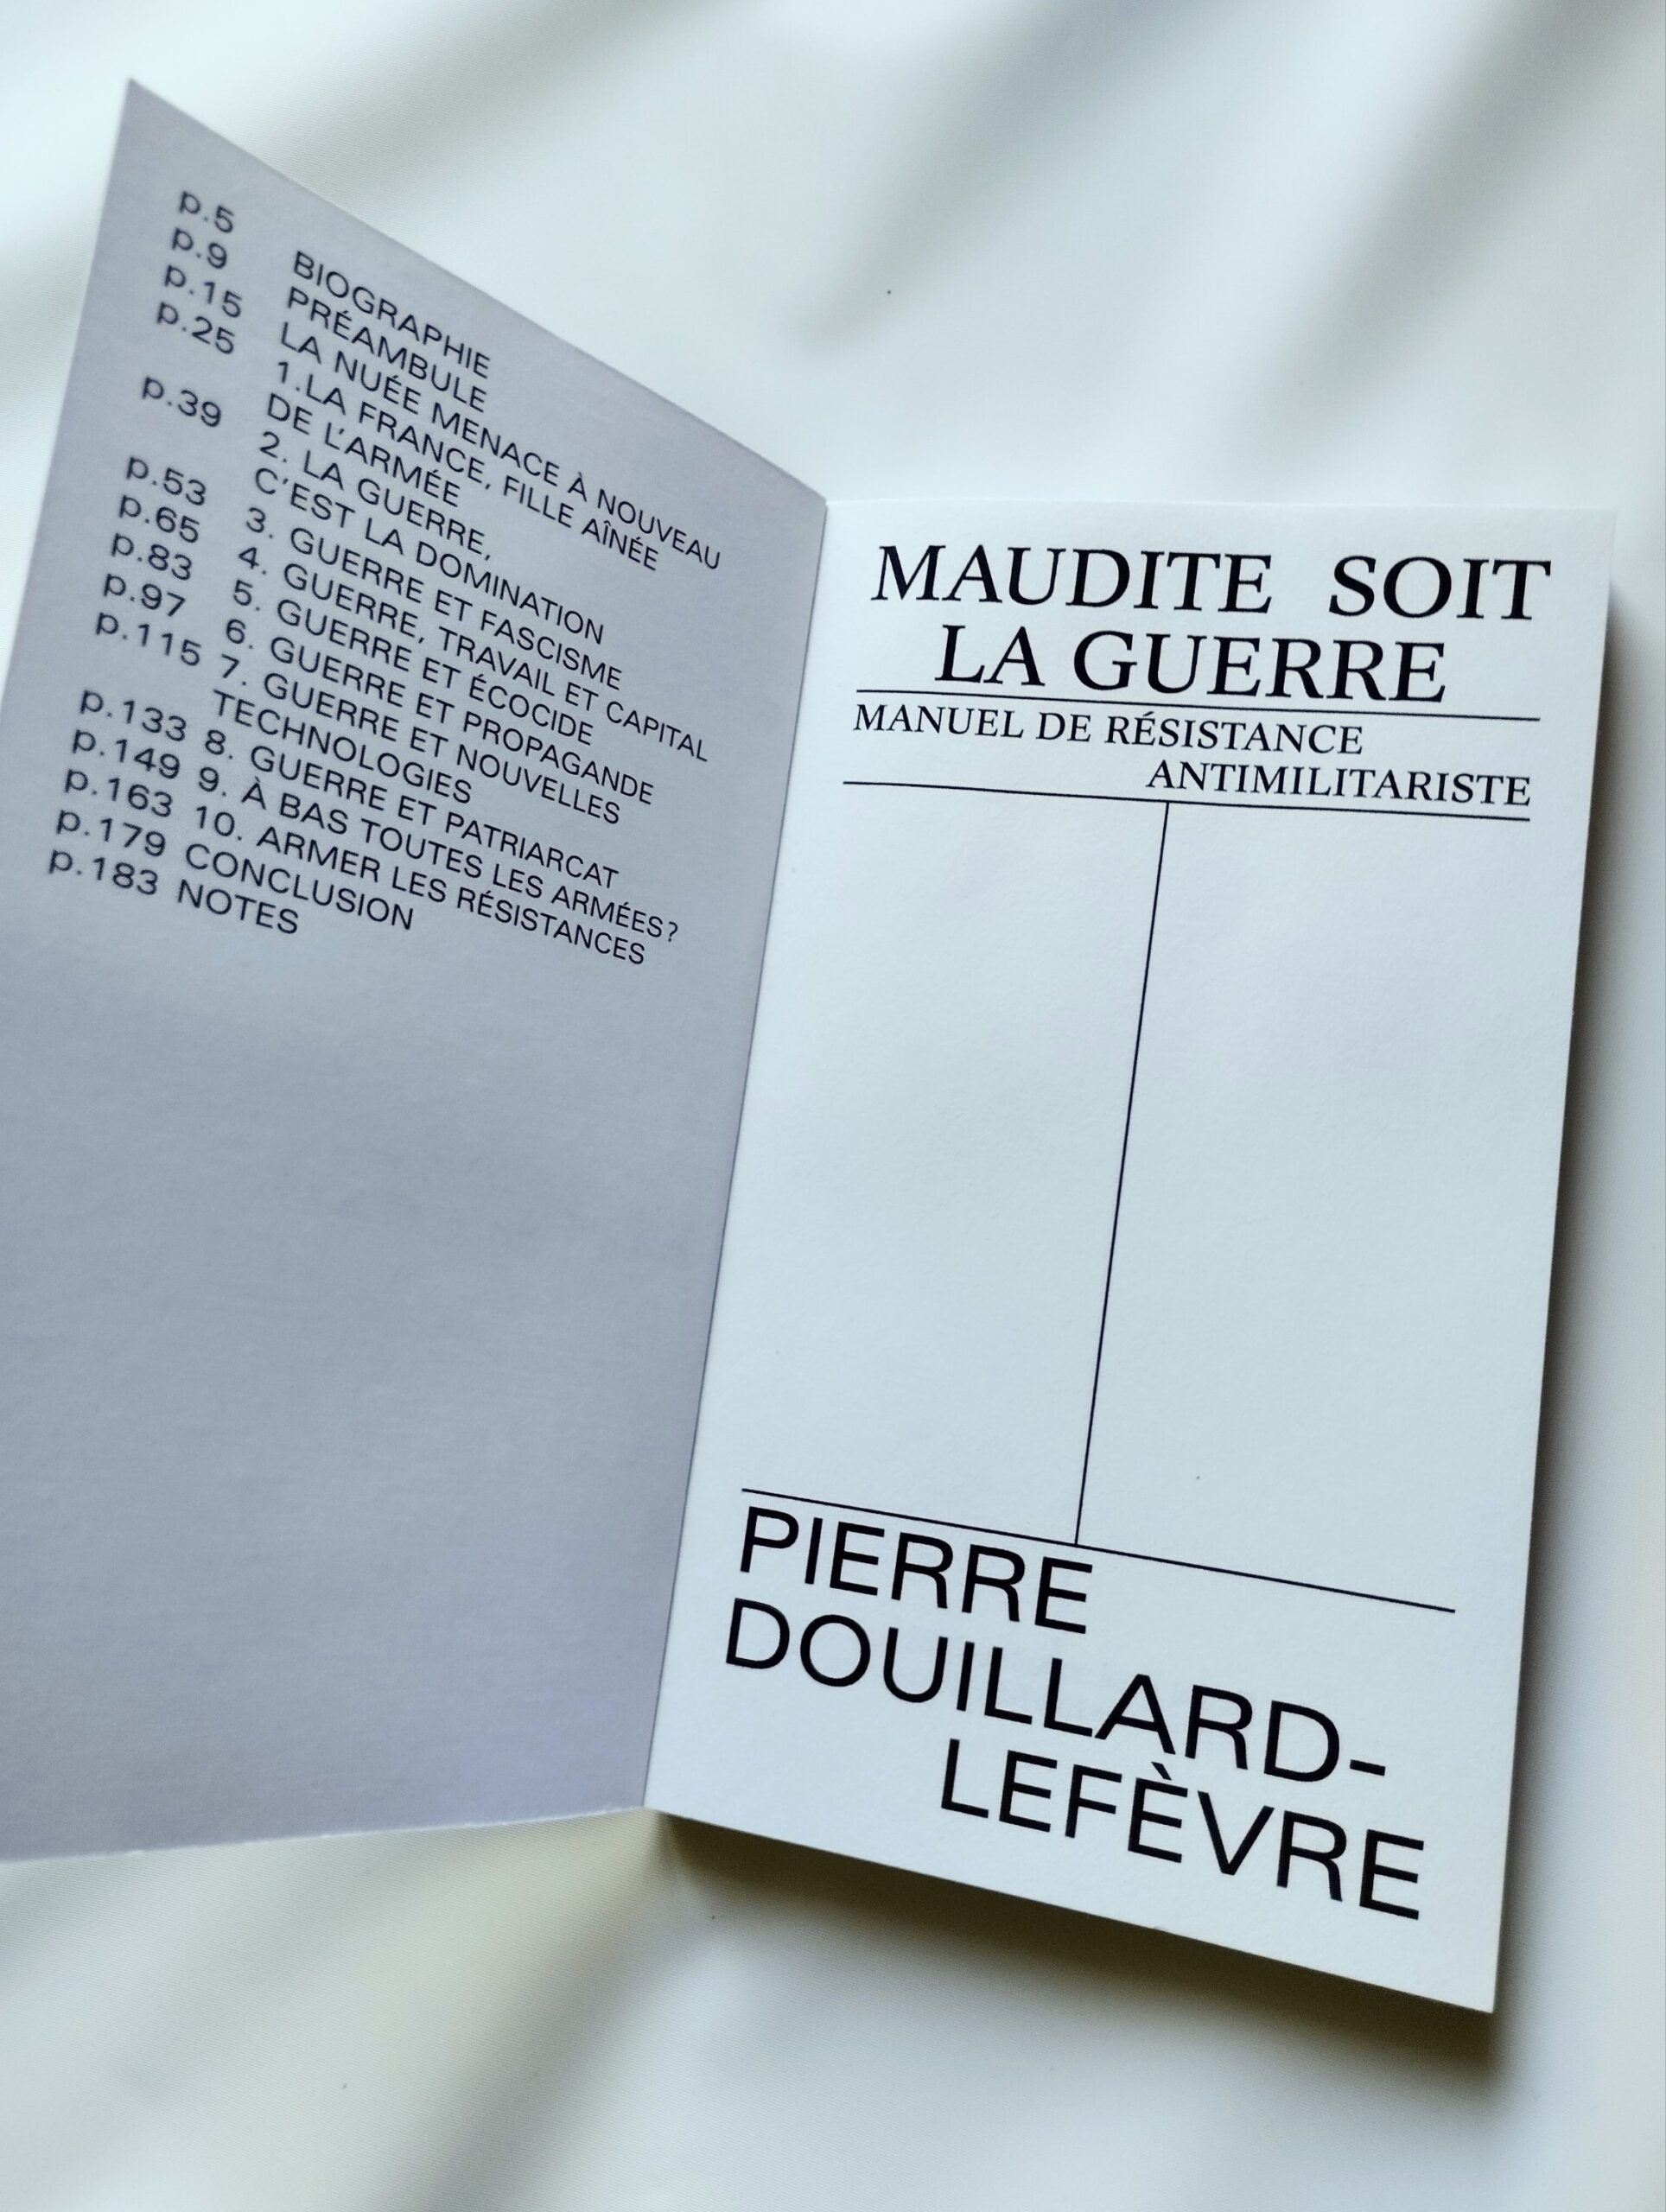 p.5 BIOGRAPHIE
p.9 PRÉAMBULE
p.15 LA NUÉE MENACE À NOUVEAU
p.25 1.LA FRANCE, FILLE AÎNÉE
DE L'ARMÉE
p.39 2. LA GUERRE,
C'EST LA DOMINATION
p.53 3. GUERRE ET FASCISME
p.65 4. GUERRE, TRAVAIL ET CAPITAL
p.83 5. GUERRE ET ÉCOCIDE
p.97 6. GUERRE ET PROPAGANDE
p.115 7. GUERRE ET NOUVELLES
TECHNOLOGIES
p.133 8. GUERRE ET PATRIARCAT
p.149 9. À BAS TOUTES LES ARMÉES?
p.163 10. ARMER LES RÉSISTANCES
p.179 CONCLUSION
p.183 NOTES
MAUDITE SOIT
LA GUERRE
MANUEL DE RÉSISTANCE
ANTIMILITARISTE
PIERRE
DOUILLARD-
LEFÈVRE